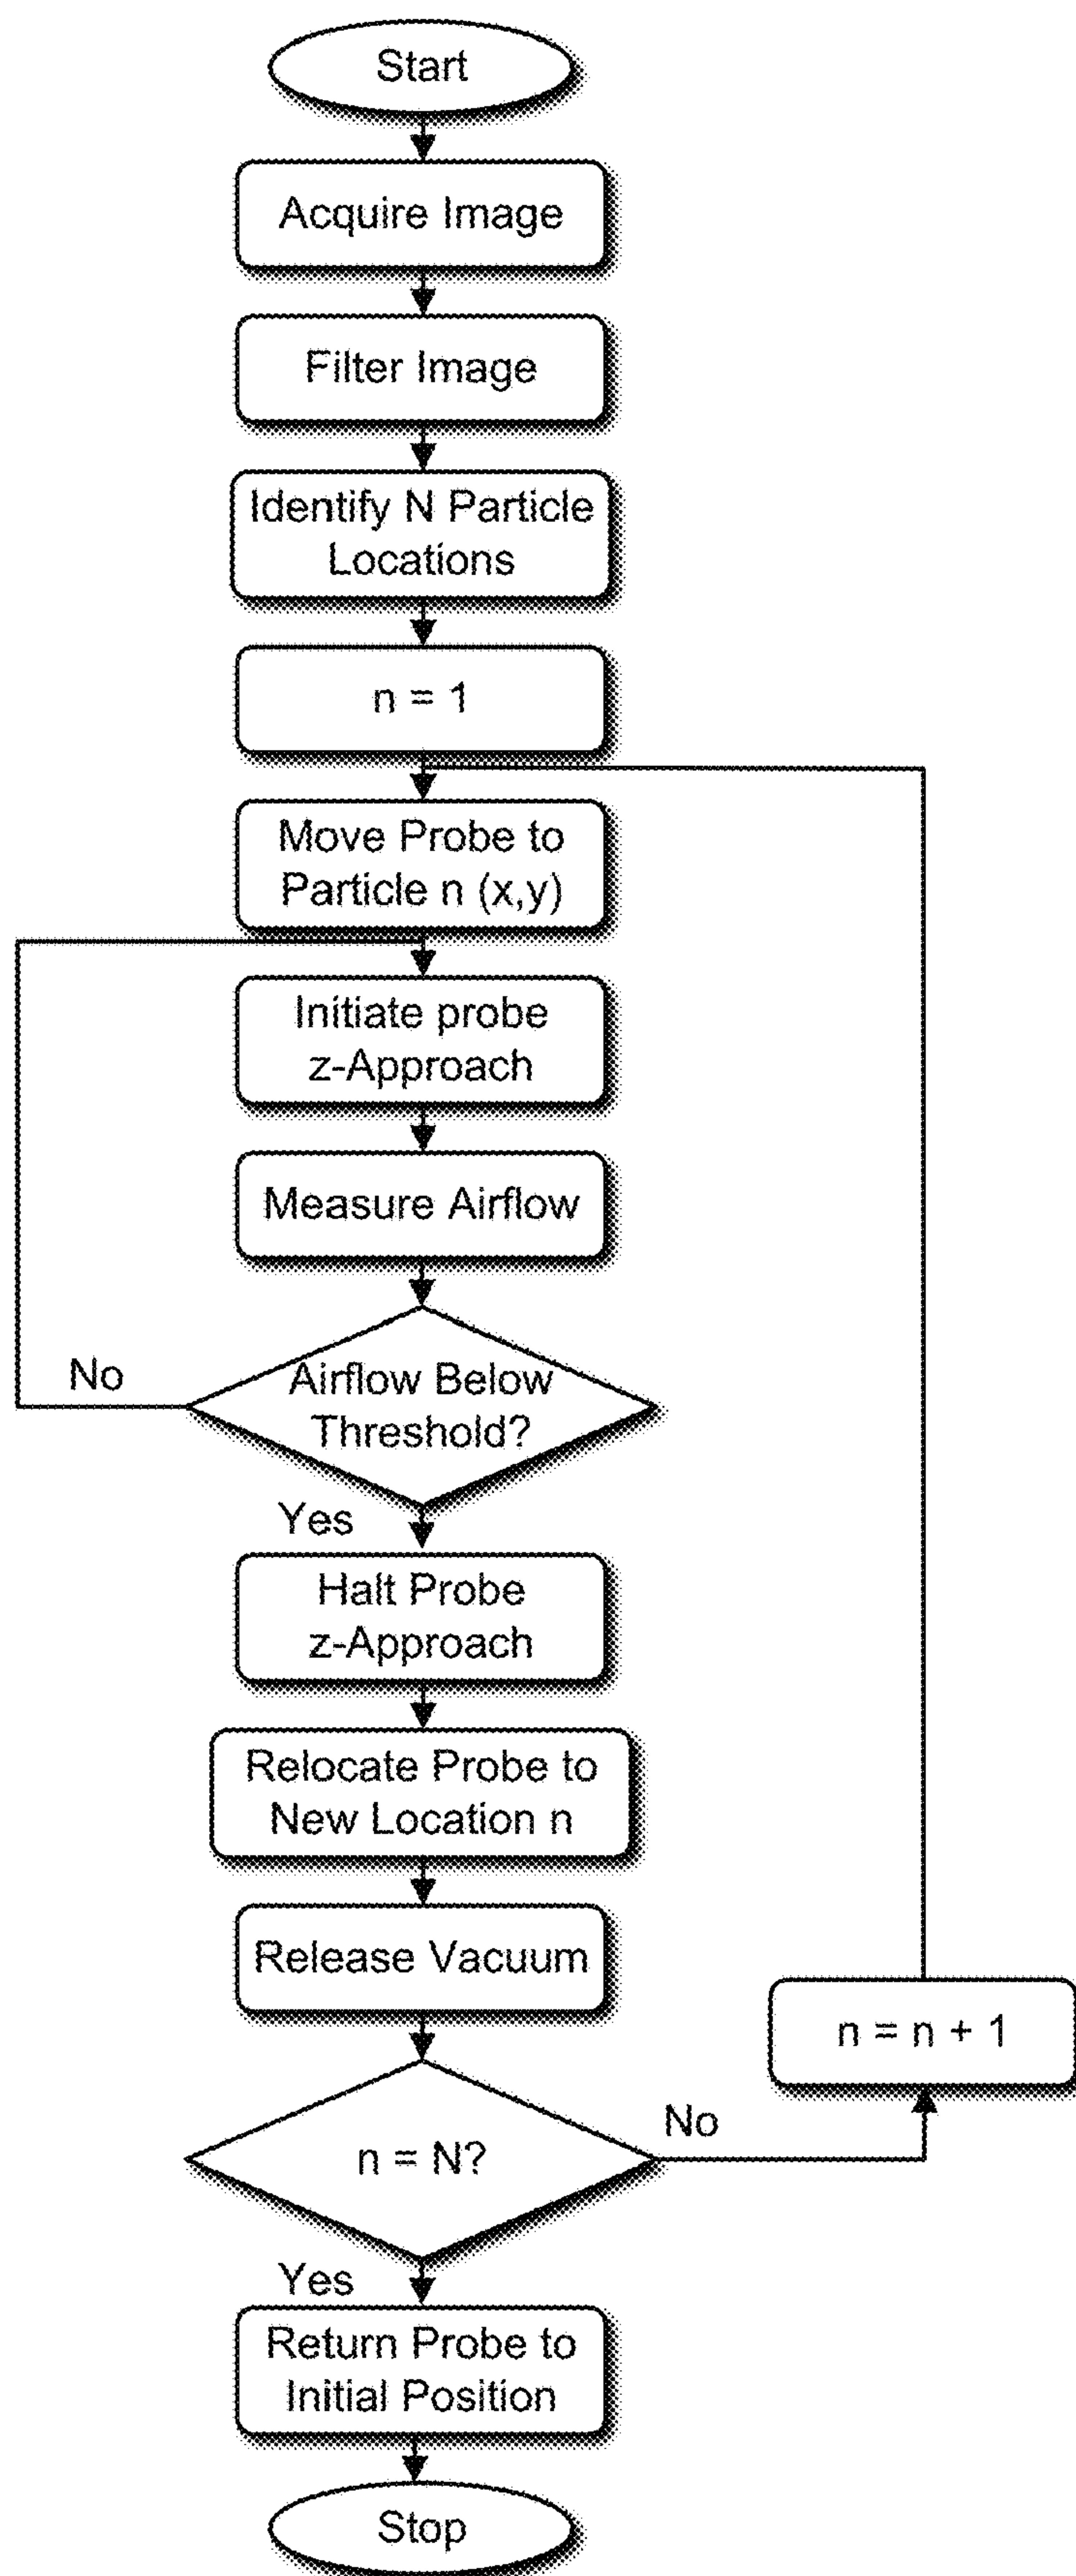 Start
Acquire Image
Filter Image
Identify N Particle
Locations
n = 1
Move Probe to
Particle n (x,y)
Initiate probe
z-Approach
Measure Airflow
Airflow Below
Threshold?
No
Yes
Halt Probe
z-Approach
Relocate Probe to
New Location n
Release Vacuum
n = n + 1
n = N?
No
Yes
Return Probe to
Initial Position
Stop